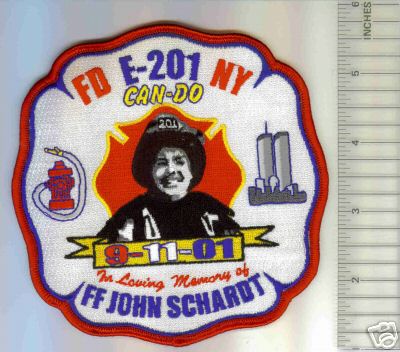 E-201
FD NY
CAN-DO
201
9-11-01
In Loving Memory of
FF JOHN SCHARDT
INCHES
6
5
4
3
2
1